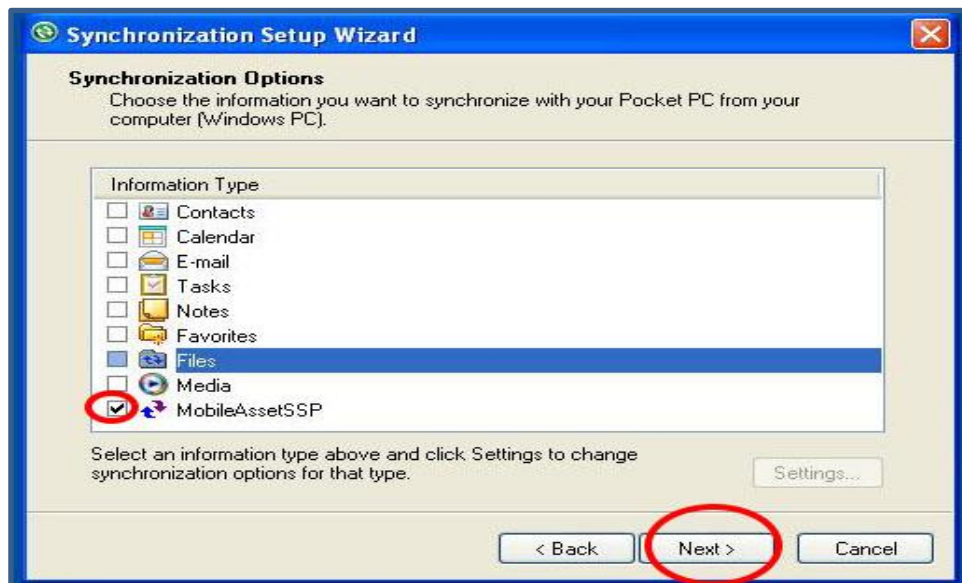 Synchronization Setup Wizard
Synchronization Options
Choose the information you want to synchronize with your Pocket PC from your
computer (Windows PC).
Information Type
Contacts
Calendar
E-mail
Tasks
Notes
Favorites
Files
Media
MobileAssetSSP
Select an information type above and click Settings to change
synchronization options for that type.
Settings...
< Back
Next >
Cancel